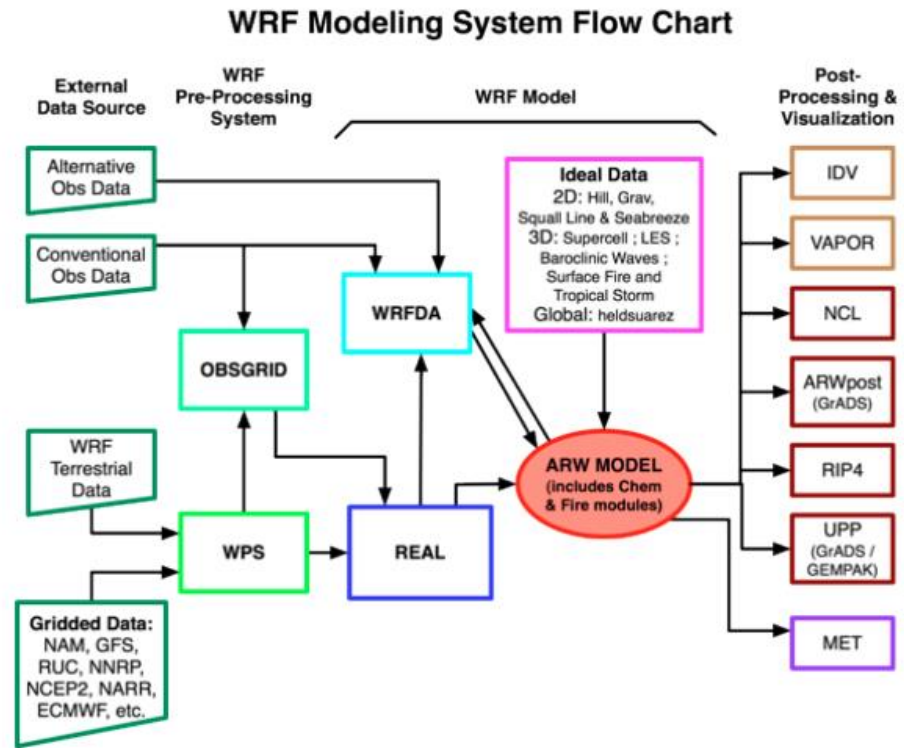 WRF Modeling System Flow Chart
External
Data Source
WRF
Pre-Processing
System
WRF Model
Post-
Processing &
Visualization
Alternative
Obs Data
Conventional
Obs Data
WRF
Terrestrial
Data
Gridded Data:
NAM, GFS,
RUC, NNRP,
NCEP2, NARR,
ECMWF, etc.
OBSGRID
WPS
WRFDA
REAL
Ideal Data
2D: Hill, Grav,
Squall Line & Seabreeze
3D: Supercell ; LES ;
Baroclinic Waves ;
Surface Fire and
Tropical Storm
Global: heldsuarez
ARW MODEL
(includes Chem
& Fire modules)
IDV
VAPOR
NCL
ARWpost
(GrADS)
RIP4
UPP
(GrADS /
GEMPAK)
MET